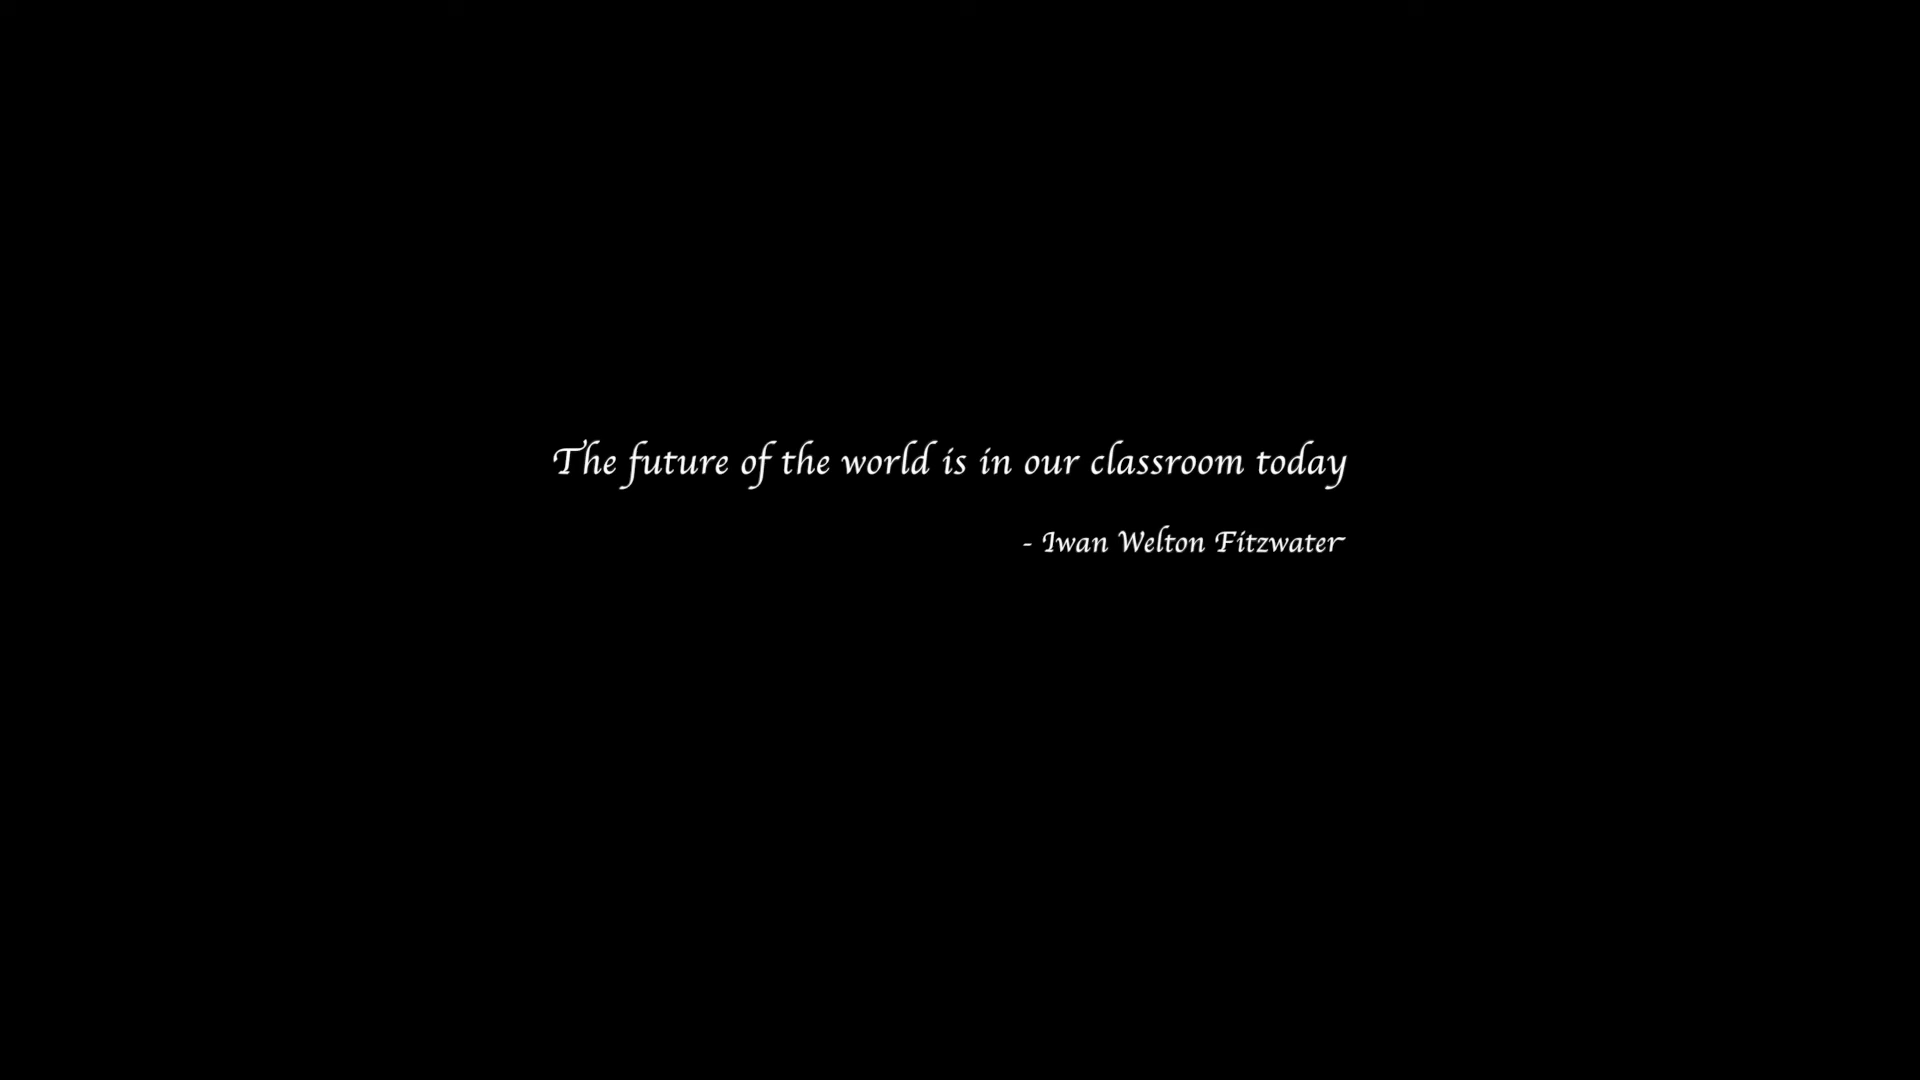 The future of the world is in our classroom today
- Iwan Welton Fitzwater